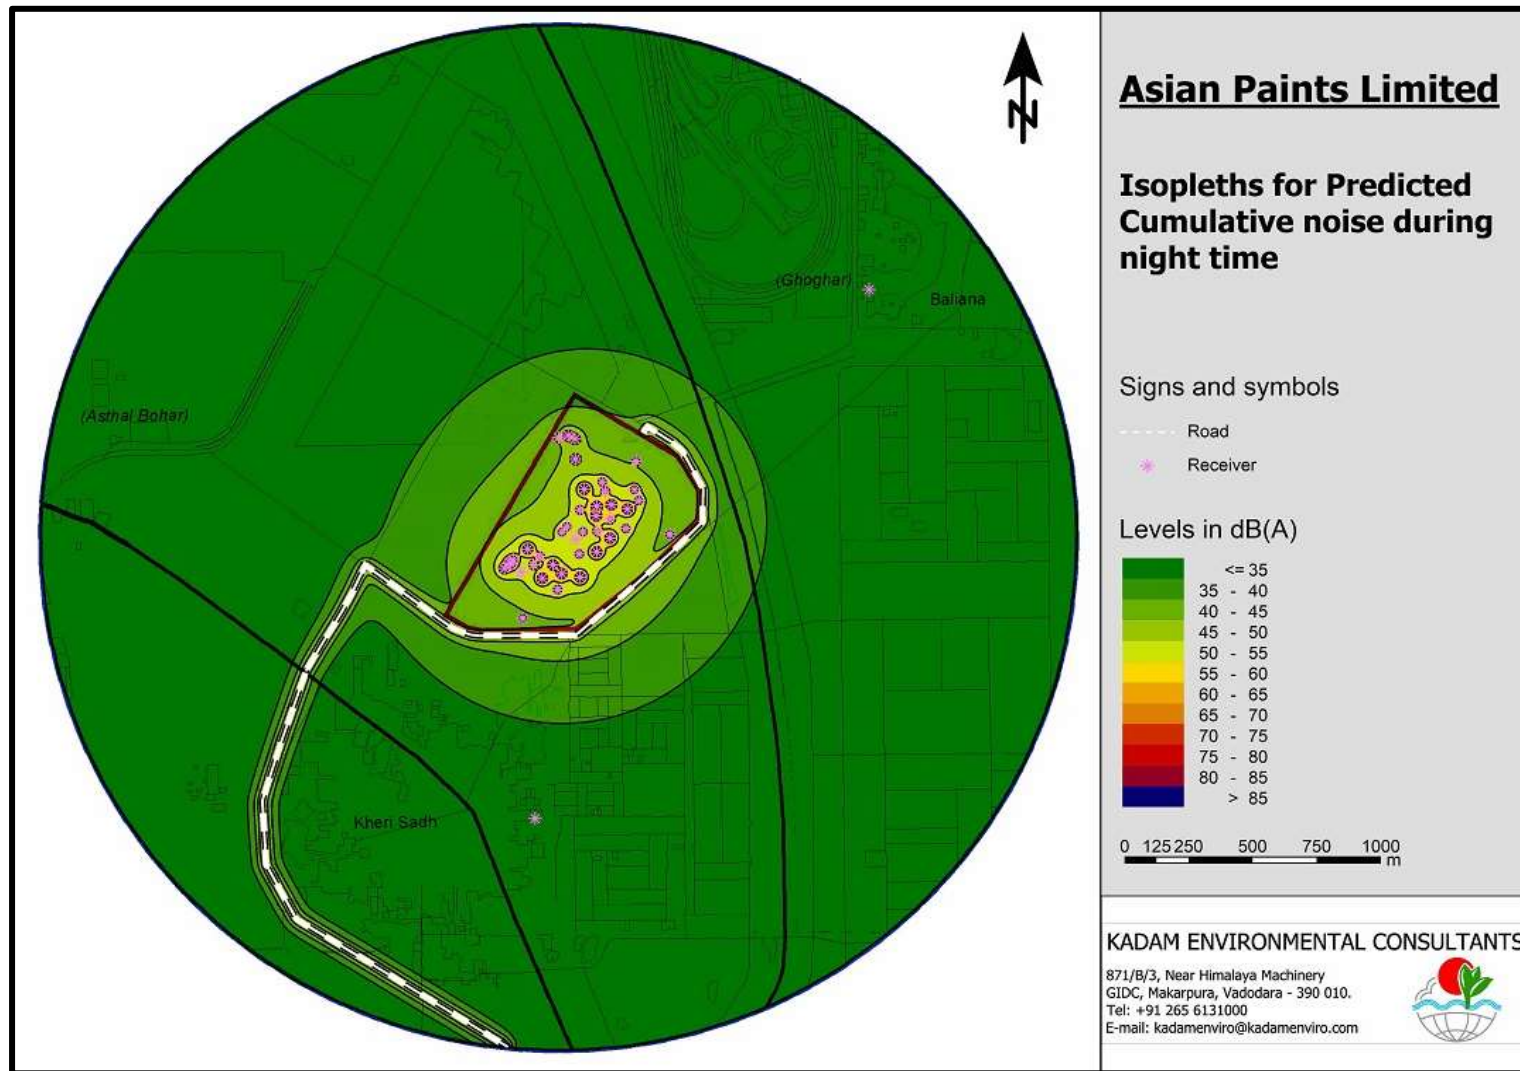 N
(Ghoghar)
Baliana
(Asthal Bohar)
Kheri Sadh
Asian Paints Limited
Isopleths for Predicted
Cumulative noise during
night time
Signs and symbols
Road
Receiver
Levels in dB(A)
<= 35
35 - 40
40 - 45
45 - 50
50 - 55
55 - 60
60 - 65
65 - 70
70 - 75
75 - 80
80 - 85
> 85
0 125 250 500 750 1000
m
KADAM ENVIRONMENTAL CONSULTANTS
871/B/3, Near Himalaya Machinery
GIDC, Makarpura, Vadodara - 390 010.
Tel: +91 265 6131000
E-mail: kadamenviro@kadamenviro.com